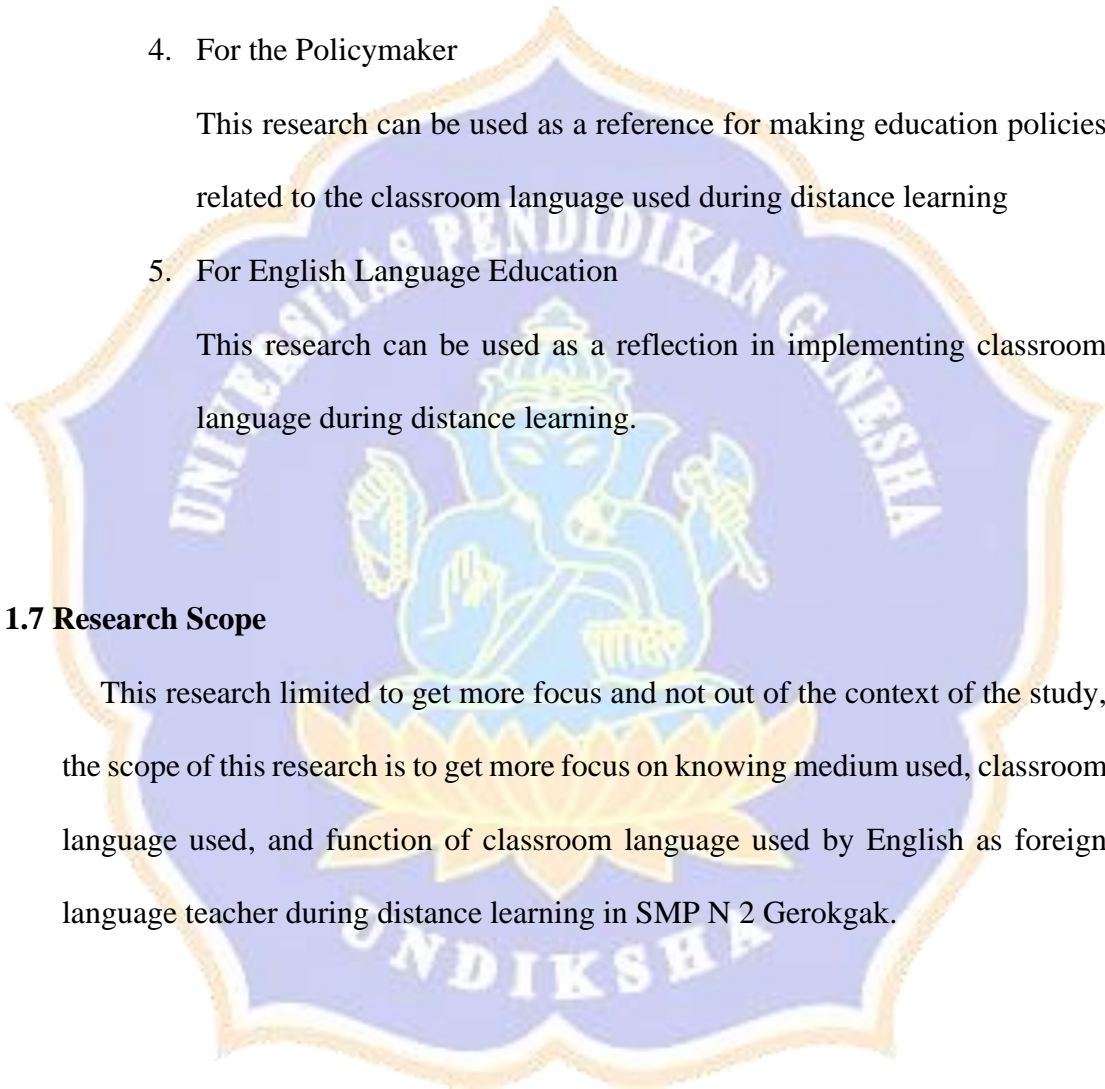 4. For the Policymaker
This research can be used as a reference for making education policies
related to the classroom language used during distance learning
5. For English Language Education
This research can be used as a reflection in implementing classroom
language during distance learning.
1.7 Research Scope
This research limited to get more focus and not out of the context of the study,
the scope of this research is to get more focus on knowing medium used, classroom
language used, and function of classroom language used by English as foreign
language teacher during distance learning in SMP N 2 Gerokgak.
UNIVERSITAS PENDIDIKAN GANESHA
UNDIKSHA